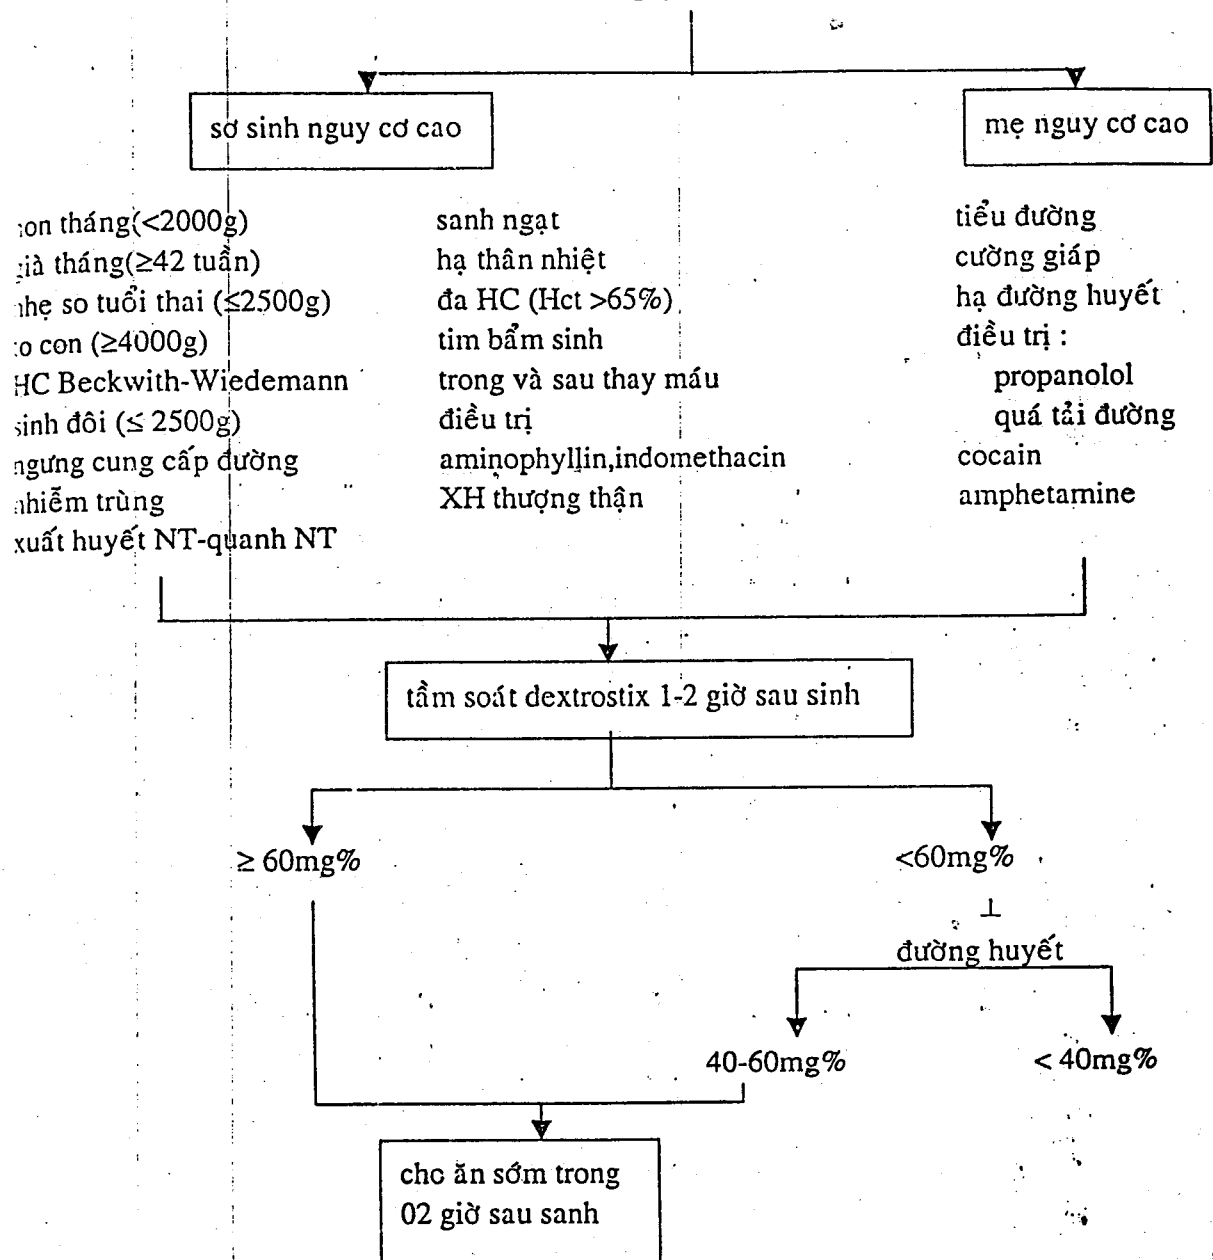 sơ sinh nguy cơ cao
mẹ nguy cơ cao
tháng(<2000g)
tháng(≥42 tuần)
so tuổi thai (≤2500g)
con (≥4000g)
HC Beckwith-Wiedemann
sinh đôi (≤ 2500g)
ngưng cung cấp đường
nhiễm trùng
xuất huyết NT-quanh NT
sanh ngạt
hạ thân nhiệt
đa HC (Hct >65%)
tim bẩm sinh
trong và sau thay máu
điều trị
aminophyllin,indomethacin
XH thượng thận
tiểu đường
cường giáp
hạ đường huyết
điều trị :
propanolol
quá tải đường
cocain
amphetamine
tầm soát dextrostix 1-2 giờ sau sinh
≥ 60mg%
<60mg%
đường huyết
40-60mg%
< 40mg%
cho ăn sớm trong
02 giờ sau sanh